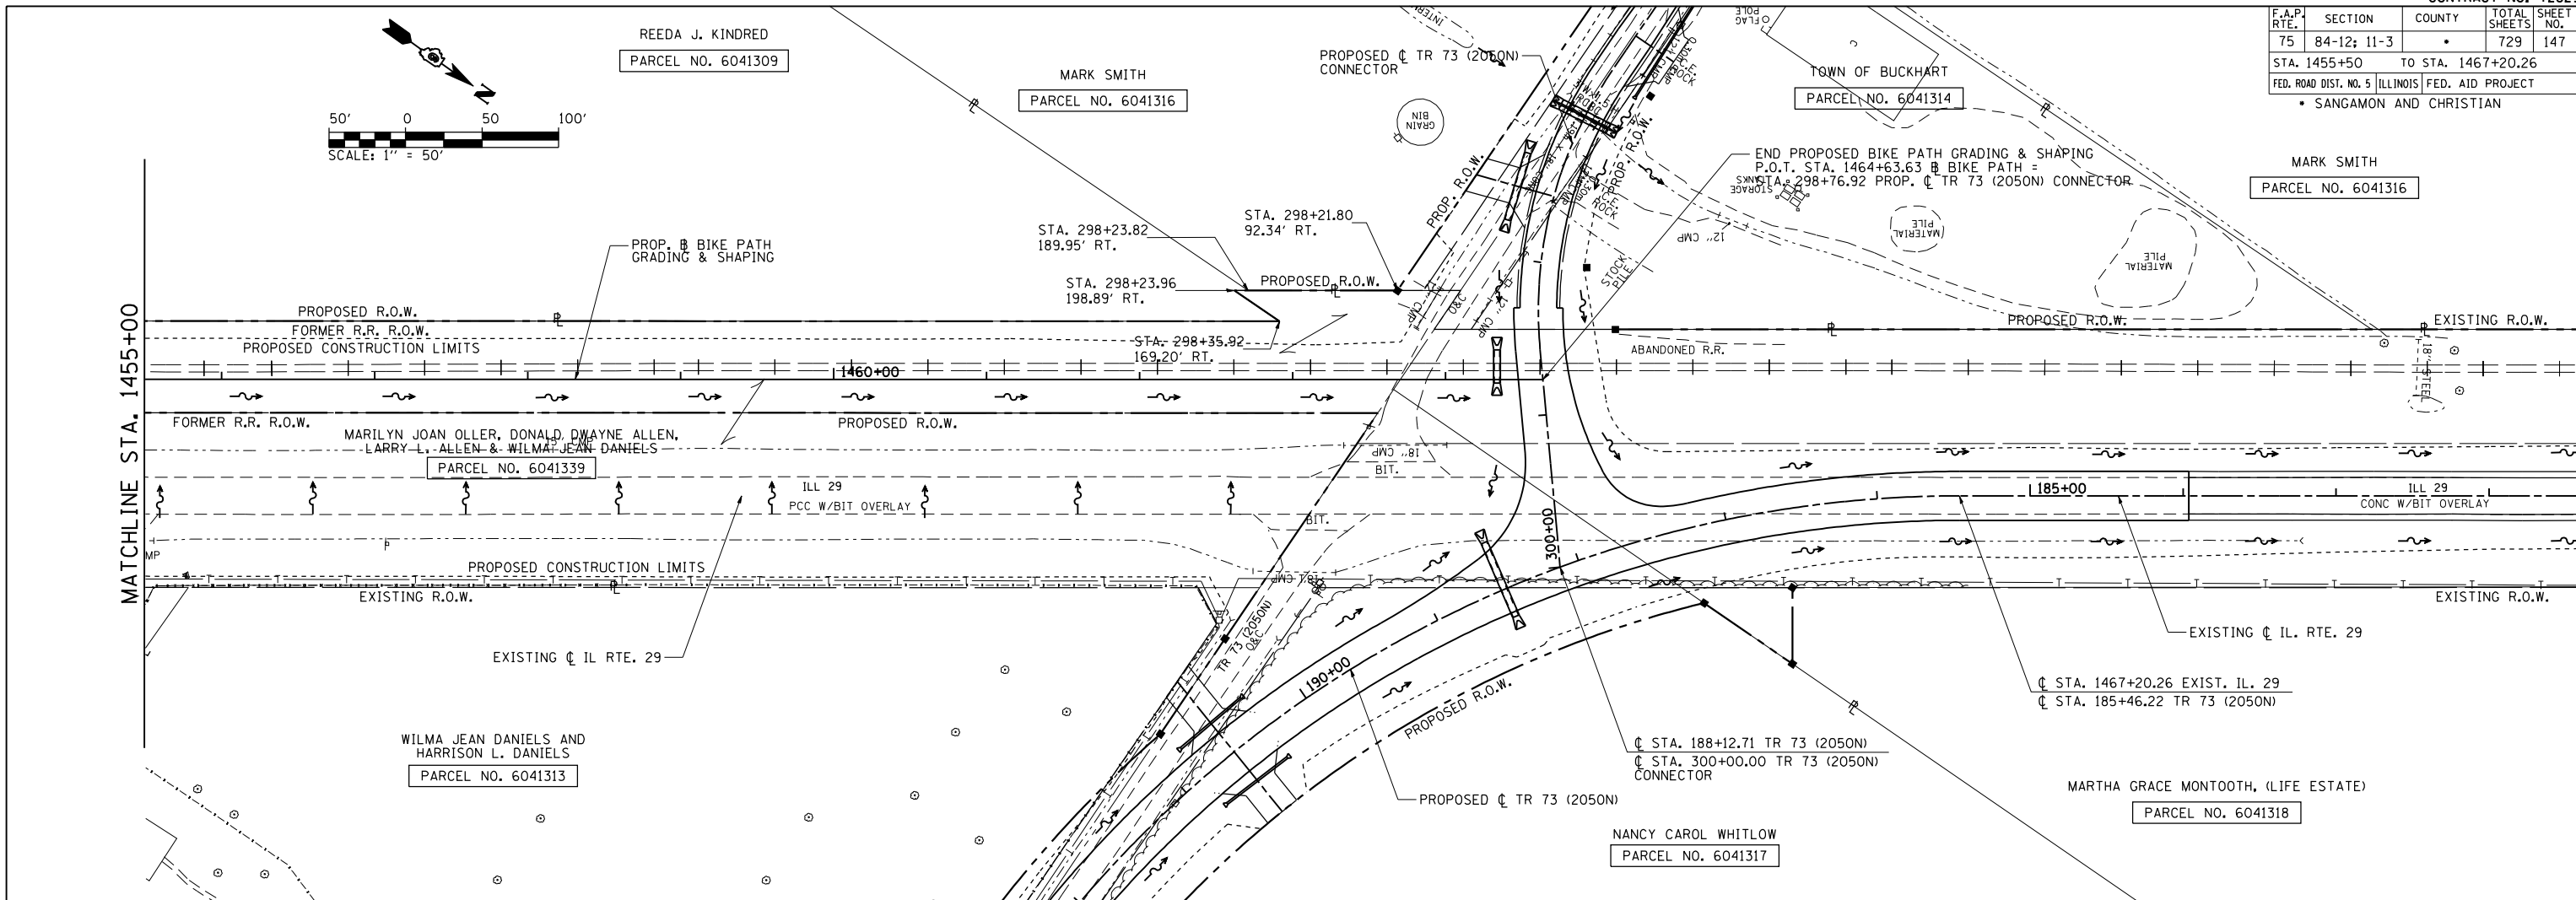 F.A.P. RTE. SECTION COUNTY TOTAL SHEETS SHEET NO.
75 84-12; 11-3 • 729 147
STA. 1455+50 TO STA. 1467+20.26
FED. ROAD DIST. NO. 5 ILLINOIS FED. AID PROJECT
• SANGAMON AND CHRISTIAN
N
50' 0 50 100'
SCALE: 1'' = 50'
REEDA J. KINDRED
PARCEL NO. 6041309
MARK SMITH
PARCEL NO. 6041316
PROPOSED ℄ TR 73 (2050N)
CONNECTOR
GRAIN
BIN
FLAG
POLE
TOWN OF BUCKHART
PARCEL NO. 6041314
MARK SMITH
PARCEL NO. 6041316
END PROPOSED BIKE PATH GRADING & SHAPING
P.O.T. STA. 1464+63.63 B BIKE PATH =
STA. 298+76.92 PROP. ℄ TR 73 (2050N) CONNECTOR
STORAGE
TANKS
MATERIAL
PILE
MATERIAL
PILE
12'' CMP
STOCK
PILE
PROP. R.O.W.
PROP. R.O.W.
STA. 298+23.82
189.95' RT.
STA. 298+21.80
92.34' RT.
STA. 298+23.96
198.89' RT.
STA. 298+35.92
169.20' RT.
PROPOSED R.O.W.
PROP. B BIKE PATH
GRADING & SHAPING
MATCHLINE STA. 1455+00
PROPOSED R.O.W.
FORMER R.R. R.O.W.
PROPOSED CONSTRUCTION LIMITS
1460+00
12'' CMP
O&C
ABANDONED R.R.
PROPOSED R.O.W.
EXISTING R.O.W.
18'' STEEL
FORMER R.R. R.O.W.
PROPOSED R.O.W.
MARILYN JOAN OLLER, DONALD DWAYNE ALLEN,
LARRY L. ALLEN & WILMA JEAN DANIELS
PARCEL NO. 6041339
18'' CMP
BIT.
ILL 29
PCC W/BIT OVERLAY
BIT.
300+00
185+00
ILL 29
CONC W/BIT OVERLAY
PROPOSED CONSTRUCTION LIMITS
EXISTING R.O.W.
18'' CMP
EXISTING R.O.W.
EXISTING ℄ IL RTE. 29
TR 73 (2050N)
O&C
190+00
PROPOSED R.O.W.
EXISTING ℄ IL. RTE. 29
℄ STA. 1467+20.26 EXIST. IL. 29
℄ STA. 185+46.22 TR 73 (2050N)
℄ STA. 188+12.71 TR 73 (2050N)
℄ STA. 300+00.00 TR 73 (2050N)
CONNECTOR
PROPOSED ℄ TR 73 (2050N)
WILMA JEAN DANIELS AND
HARRISON L. DANIELS
PARCEL NO. 6041313
NANCY CAROL WHITLOW
PARCEL NO. 6041317
MARTHA GRACE MONTOOTH, (LIFE ESTATE)
PARCEL NO. 6041318